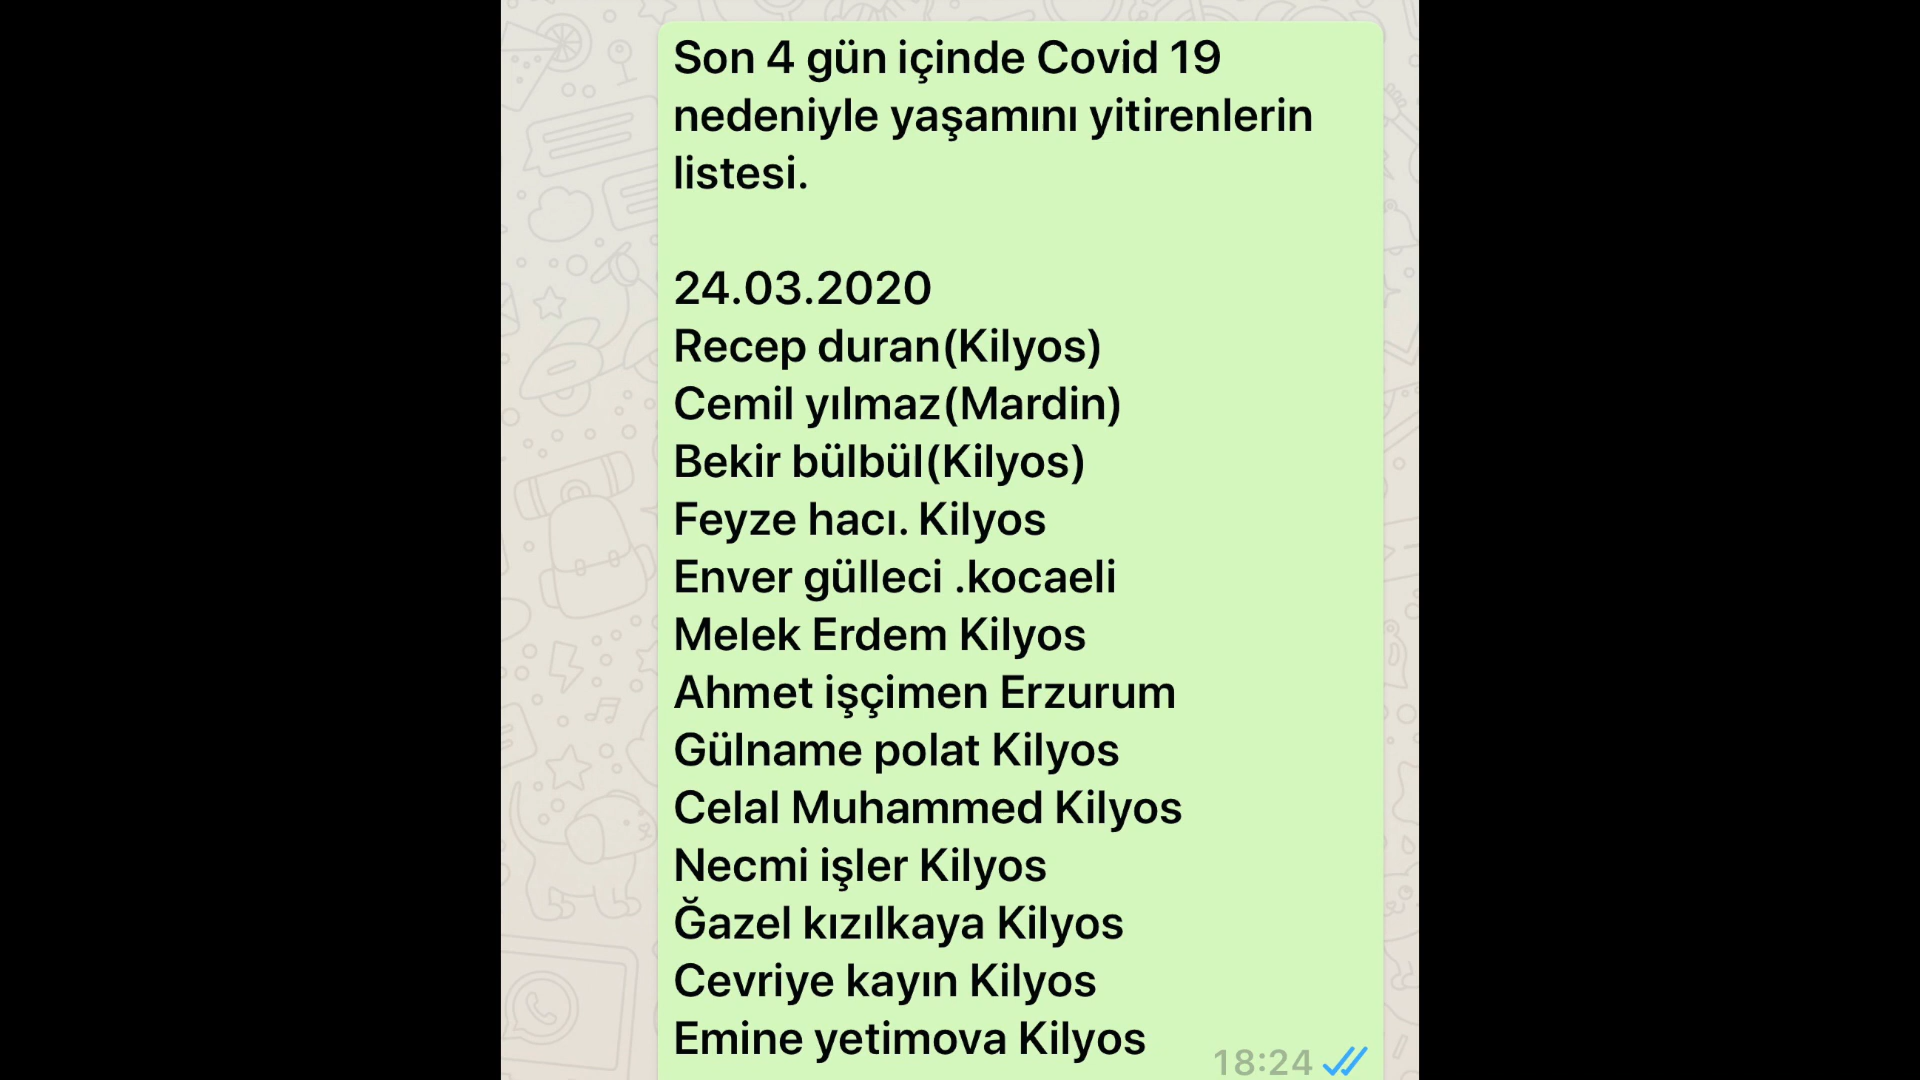 Son 4 gün içinde Covid 19
nedeniyle yaşamını yitirenlerin
listesi.
24.03.2020
Recep duran(Kilyos)
Cemil yılmaz(Mardin)
Bekir bülbül(Kilyos)
Feyze hacı. Kilyos
Enver gülleci .kocaeli
Melek Erdem Kilyos
Ahmet işçimen Erzurum
Gülname polat Kilyos
Celal Muhammed Kilyos
Necmi işler Kilyos
Ğazel kızılkaya Kilyos
Cevriye kayın Kilyos
Emine yetimova Kilyos
18:24